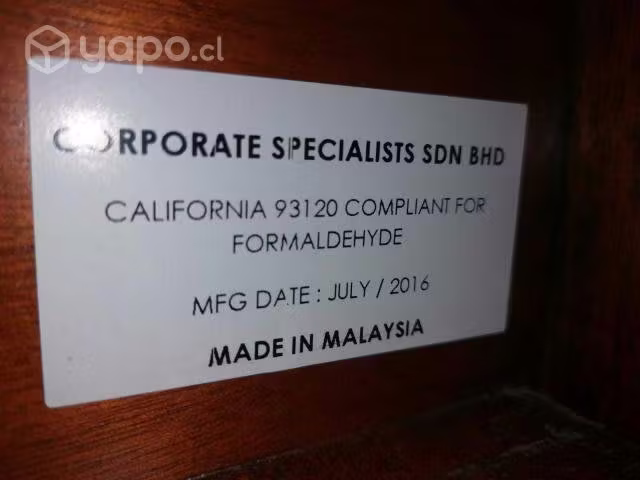 yapo.cl
CORPORATE SPECIALISTS SDN BHD
CALIFORNIA 93120 COMPLIANT FOR
FORMALDEHYDE
MFG DATE : JULY / 2016
MADE IN MALAYSIA